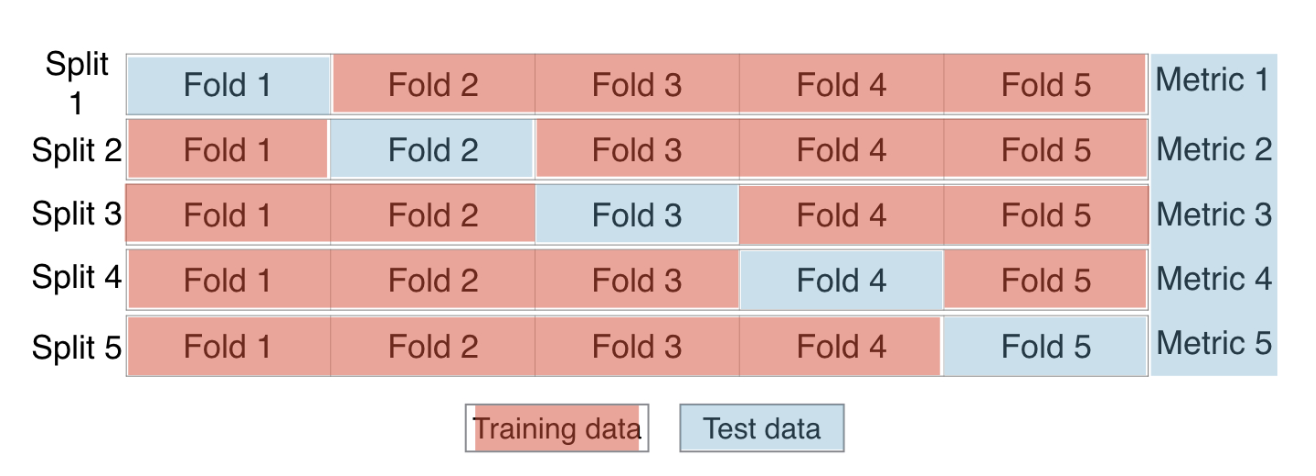 Split
1
Fold 1 Fold 2 Fold 3 Fold 4 Fold 5 Metric 1
Split 2 Fold 1 Fold 2 Fold 3 Fold 4 Fold 5 Metric 2
Split 3 Fold 1 Fold 2 Fold 3 Fold 4 Fold 5 Metric 3
Split 4 Fold 1 Fold 2 Fold 3 Fold 4 Fold 5 Metric 4
Split 5 Fold 1 Fold 2 Fold 3 Fold 4 Fold 5 Metric 5
Training data Test data